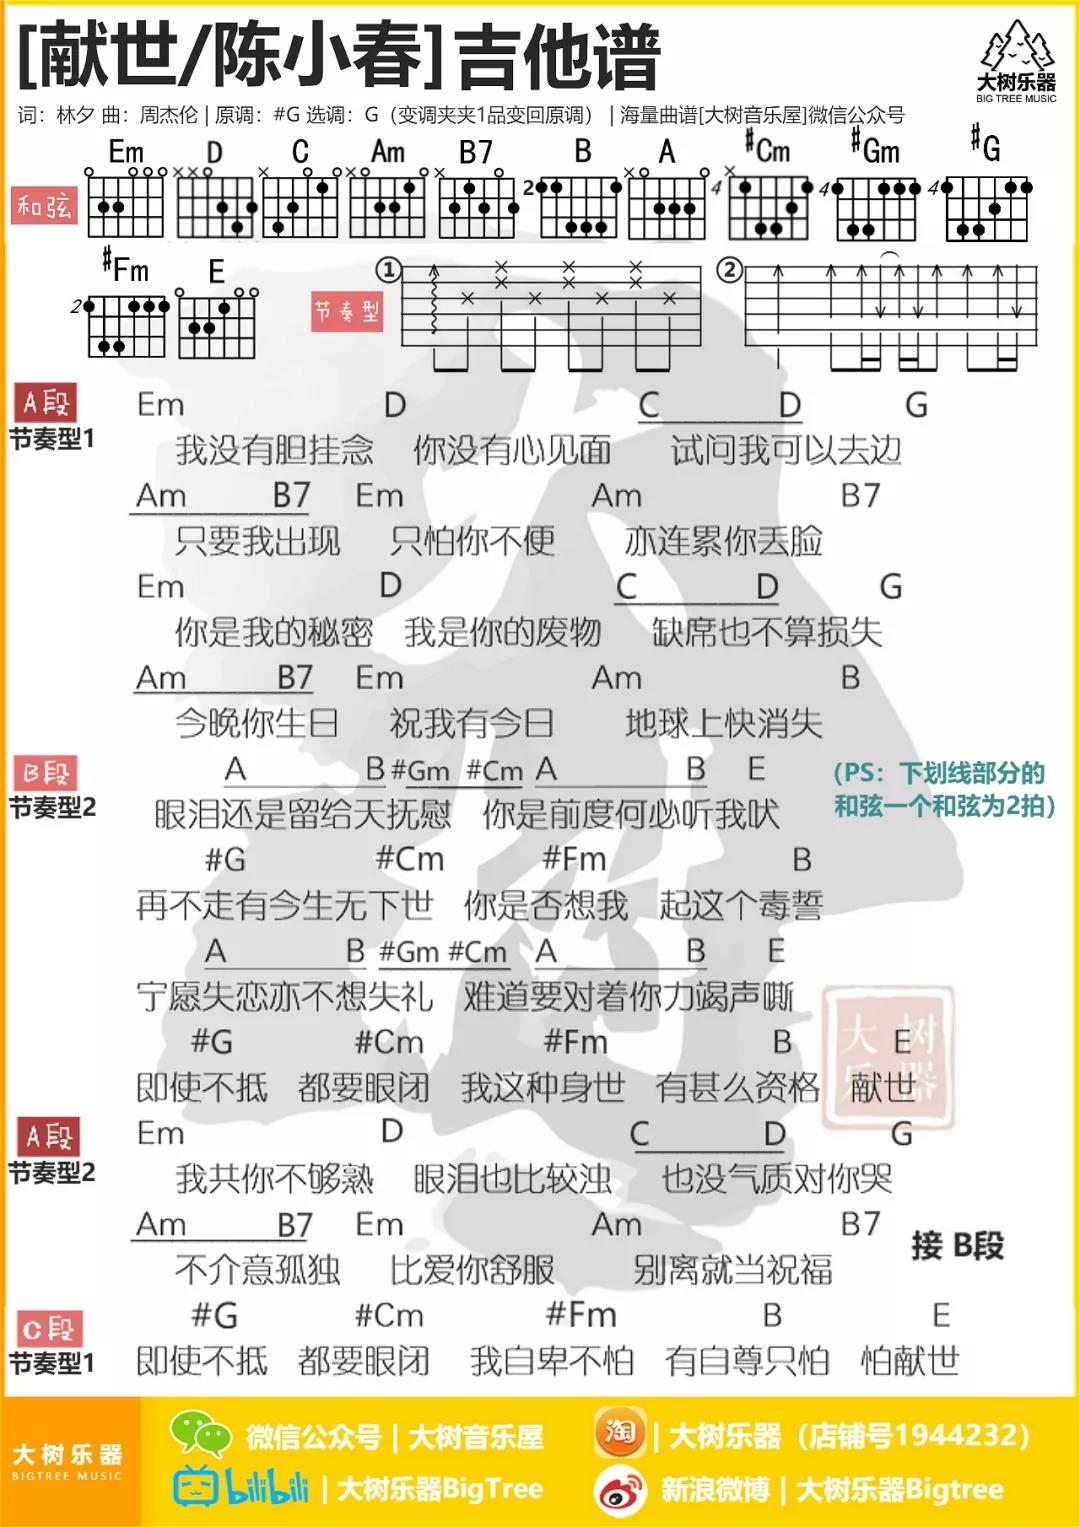 [献世/陈小春]吉他谱
大树乐器
BIG TREE MUSIC
词：林夕 曲：周杰伦 | 原调：#G 选调：G（变调夹夹1品变回原调） | 海量曲谱[大树音乐屋]微信公众号
Em D C Am B7 B A #Cm #Gm #G
和弦
2 4 4 4
#Fm E
2
节奏型 ① ②
A段 Em D C D G
节奏型1
我没有胆挂念 你没有心见面 试问我可以去边
Am B7 Em Am B7
只要我出现 只怕你不便 亦连累你丢脸
Em D C D G
你是我的秘密 我是你的废物 缺席也不算损失
Am B7 Em Am B
今晚你生日 祝我有今日 地球上快消失
B段 A B #Gm #Cm A B E
节奏型2
（PS：下划线部分的
和弦一个和弦为2拍）
眼泪还是留给天抚慰 你是前度何必听我吠
#G #Cm #Fm B
再不走有今生无下世 你是否想我 起这个毒誓
A B #Gm #Cm A B E
宁愿失恋亦不想失礼 难道要对着你力竭声嘶
#G #Cm #Fm B E
即使不抵 都要眼闭 我这种身世 有甚么资格 献世
大树
乐器
A段 Em D C D G
节奏型2
我共你不够熟 眼泪也比较浊 也没气质对你哭
Am B7 Em Am B7
接 B段
不介意孤独 比爱你舒服 别离就当祝福
C段 #G #Cm #Fm B E
节奏型1
即使不抵 都要眼闭 我自卑不怕 有自尊只怕 怕献世
大树乐器
BIGTREE MUSIC
微信公众号 | 大树音乐屋
淘 | 大树乐器（店铺号1944232）
bilibili | 大树乐器BigTree
新浪微博 | 大树乐器Bigtree